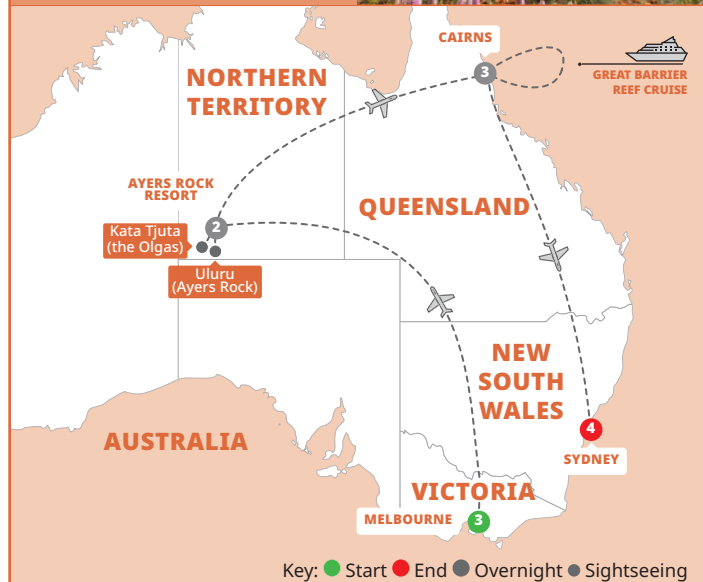 CAIRNS
3
GREAT BARRIER
REEF CRUISE
NORTHERN
TERRITORY
AYERS ROCK
RESORT
2
Kata Tjuta
(the Olgas)
Uluru
(Ayers Rock)
QUEENSLAND
NEW
SOUTH
WALES
4
SYDNEY
AUSTRALIA
VICTORIA
MELBOURNE
3
Key: Start End Overnight Sightseeing